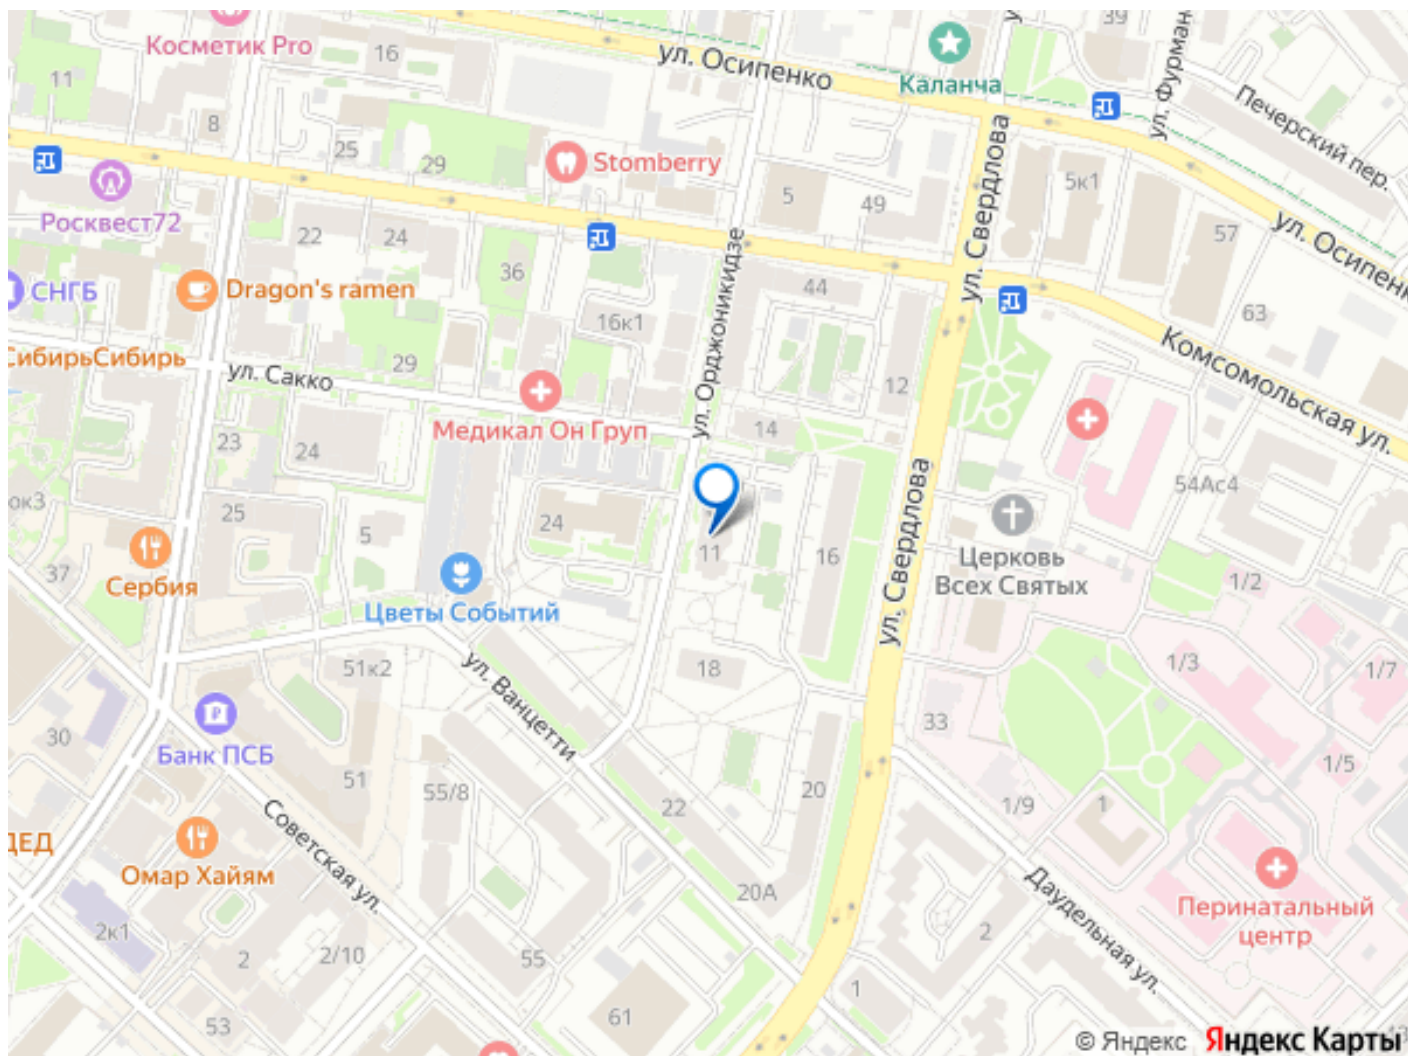 Косметик Pro
16
ул. Осипенко
Каланча
39
ул. Фурман
Печерский пер.
11
8
25
29
Stomberry
5
49
5к1
ул. Свердлова
57
ул. Осипенк
Росквест72
22
24
36
44
63
СНГБ
Dragon's ramen
16к1
ул. Орджоникидзе
Комсомольская ул.
СибирьСибирь
ул. Сакко
29
12
23
24
Медикал Он Груп
14
54Ас4
ок3
25
5
24
11
16
ул. Свердлова
Церковь
Всех Святых
37
Сербия
Цветы Событий
1/2
51к2
ул. Ванцетти
18
1/3
1/7
Банк ПСБ
33
30
51
55/8
22
20
1/9
1
1/5
ДЕД
Омар Хайям
Советская ул.
20А
Даудельная ул.
Перинатальный
центр
2к1
2
2/10
55
2
53
61
1
© Яндекс Яндекс Карты